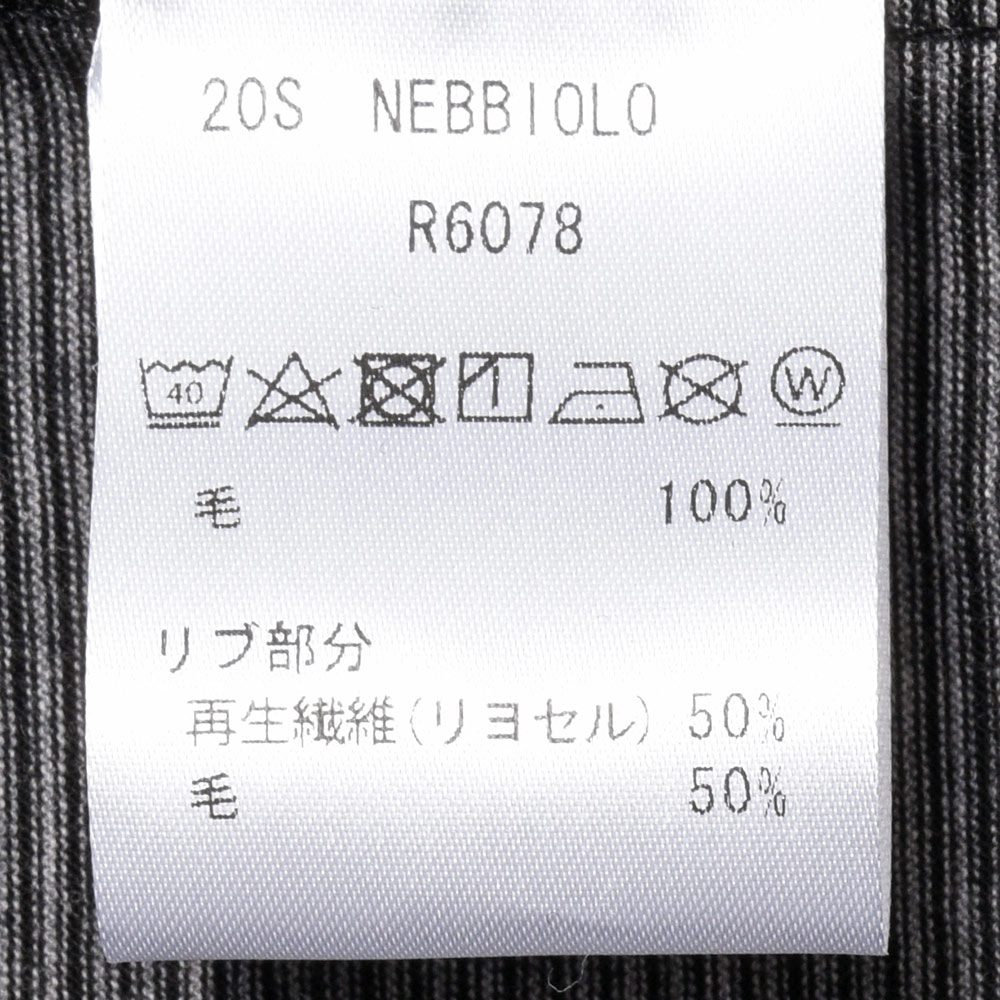 20S NEBBIOLO
R6078
40 W
毛 100%
リブ部分
再生繊維(リヨセル) 50%
毛 50%